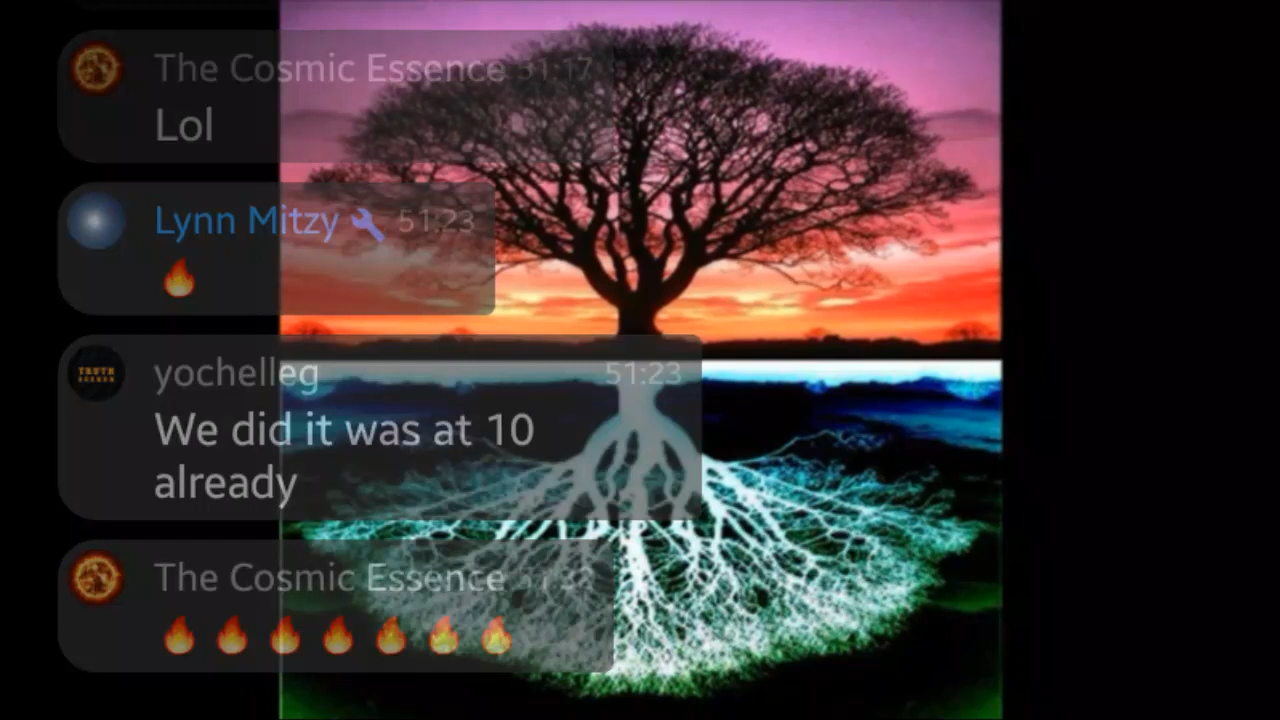 The Cosmic Essence 51:17
Lol
Lynn Mitzy 51:23
🔥
yochelleg 51:23
We did it was at 10
already
The Cosmic Essence
🔥🔥🔥🔥🔥🔥🔥